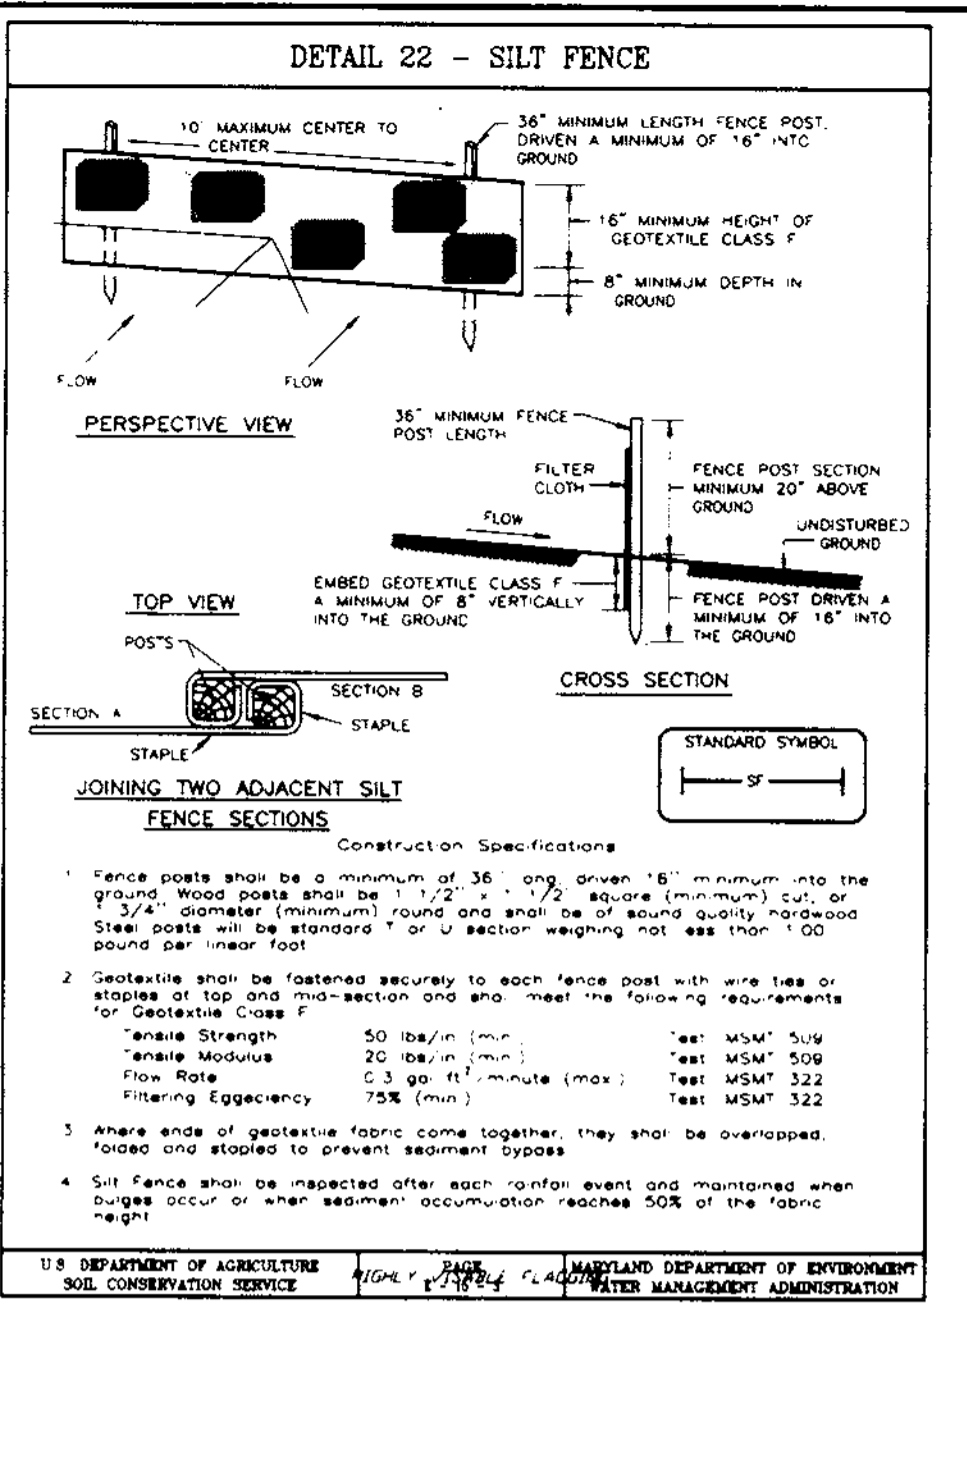 DETAIL 22 - SILT FENCE
10' MAXIMUM CENTER TO
CENTER
36" MINIMUM LENGTH FENCE POST,
DRIVEN A MINIMUM OF 16" INTO
GROUND
16" MINIMUM HEIGHT OF
GEOTEXTILE CLASS F
8" MINIMUM DEPTH IN
GROUND
FLOW
FLOW
PERSPECTIVE VIEW
36" MINIMUM FENCE
POST LENGTH
FILTER
CLOTH
FLOW
FENCE POST SECTION
MINIMUM 20" ABOVE
GROUND
UNDISTURBED
GROUND
EMBED GEOTEXTILE CLASS F
A MINIMUM OF 8" VERTICALLY
INTO THE GROUND
FENCE POST DRIVEN A
MINIMUM OF 16" INTO
THE GROUND
CROSS SECTION
TOP VIEW
POSTS
SECTION B
SECTION A
STAPLE
STAPLE
JOINING TWO ADJACENT SILT
FENCE SECTIONS
STANDARD SYMBOL
SF
Construction Specifications
1 Fence posts shall be a minimum of 36" long, driven 16" minimum into the
ground Wood posts shall be 1 1/2" x 1 1/2" square (minimum) cut, or
1 3/4" diameter (minimum) round and shall be of sound quality hardwood
Steel posts will be standard T or U section weighing not less than 1 00
pound per linear foot
2 Geotextile shall be fastened securely to each fence post with wire ties or
staples at top and mid-section and shall meet the following requirements
for Geotextile Class F
Tensile Strength 50 lbs/in (min ) Test MSMT 509
Tensile Modulus 20 lbs/in (min ) Test MSMT 509
Flow Rate 0 3 gal ft²/minute (max ) Test MSMT 322
Filtering Eggeciency 75% (min ) Test MSMT 322
3 Where ends of geotextile fabric come together, they shall be overlapped,
folded and stapled to prevent sediment bypass
4 Silt Fence shall be inspected after each rainfall event and maintained when
bulges occur or when sediment accumulation reaches 50% of the fabric
height
U S DEPARTMENT OF AGRICULTURE
SOIL CONSERVATION SERVICE
PAGE
HIGHLY VISABLE FLAGGING
MARYLAND DEPARTMENT OF ENVIRONMENT
WATER MANAGEMENT ADMINISTRATION